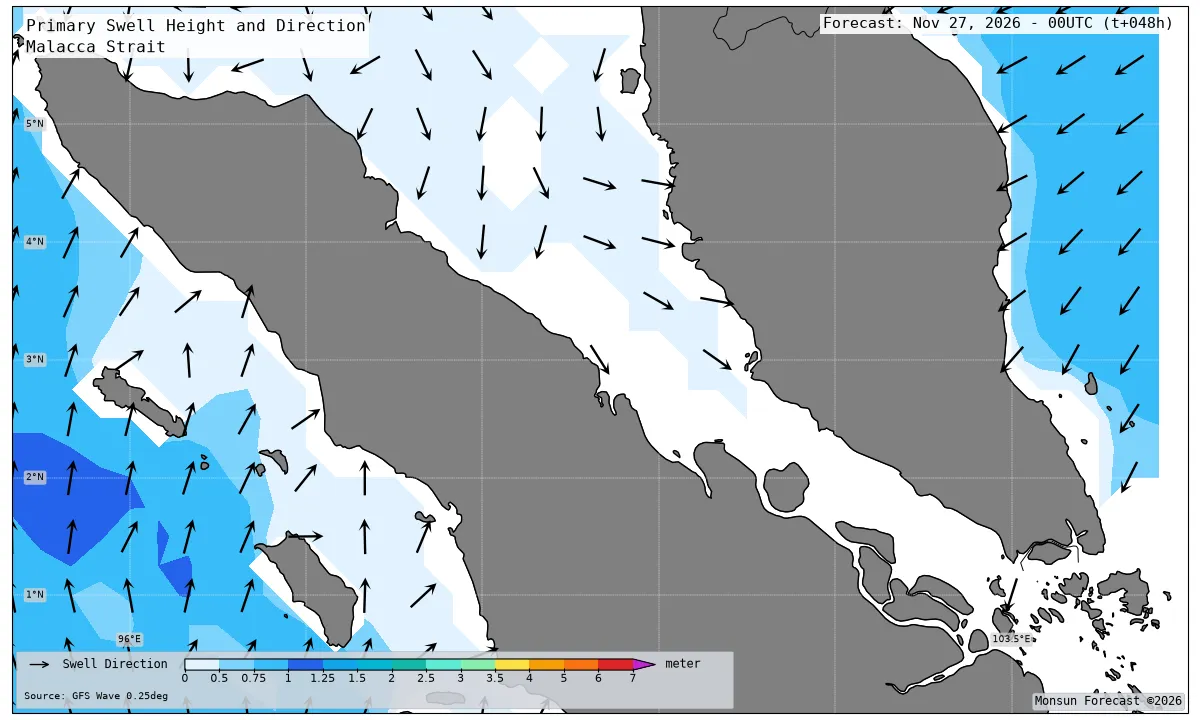 Primary Swell Height and Direction
Malacca Strait
Forecast: Nov 27, 2026 - 00UTC (t+048h)
5°N
4°N
3°N
2°N
1°N
96°E
103.5°E
Swell Direction
0 0.5 0.75 1 1.25 1.5 2 2.5 3 3.5 4 5 6 7
meter
Source: GFS Wave 0.25deg
Monsun Forecast ©2026